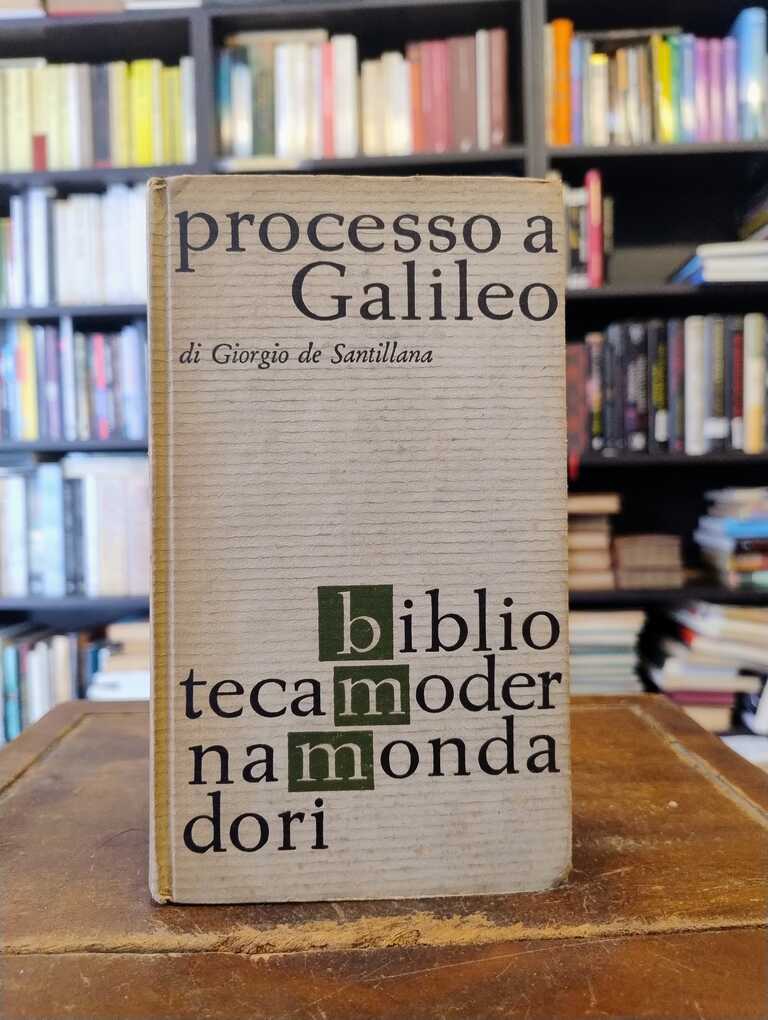 processo a
Galileo
di Giorgio de Santillana
biblio
tecamoder
namonda
dori